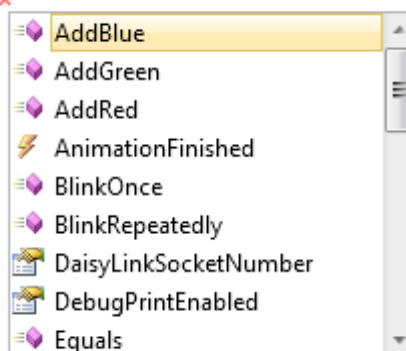 AddBlue
AddGreen
AddRed
AnimationFinished
BlinkOnce
BlinkRepeatedly
DaisyLinkSocketNumber
DebugPrintEnabled
Equals